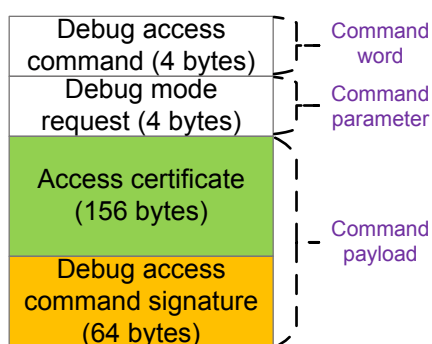 Debug access
command (4 bytes)
Command
word
Debug mode
request (4 bytes)
Command
parameter
Access certificate
(156 bytes)
Debug access
command signature
(64 bytes)
Command
payload